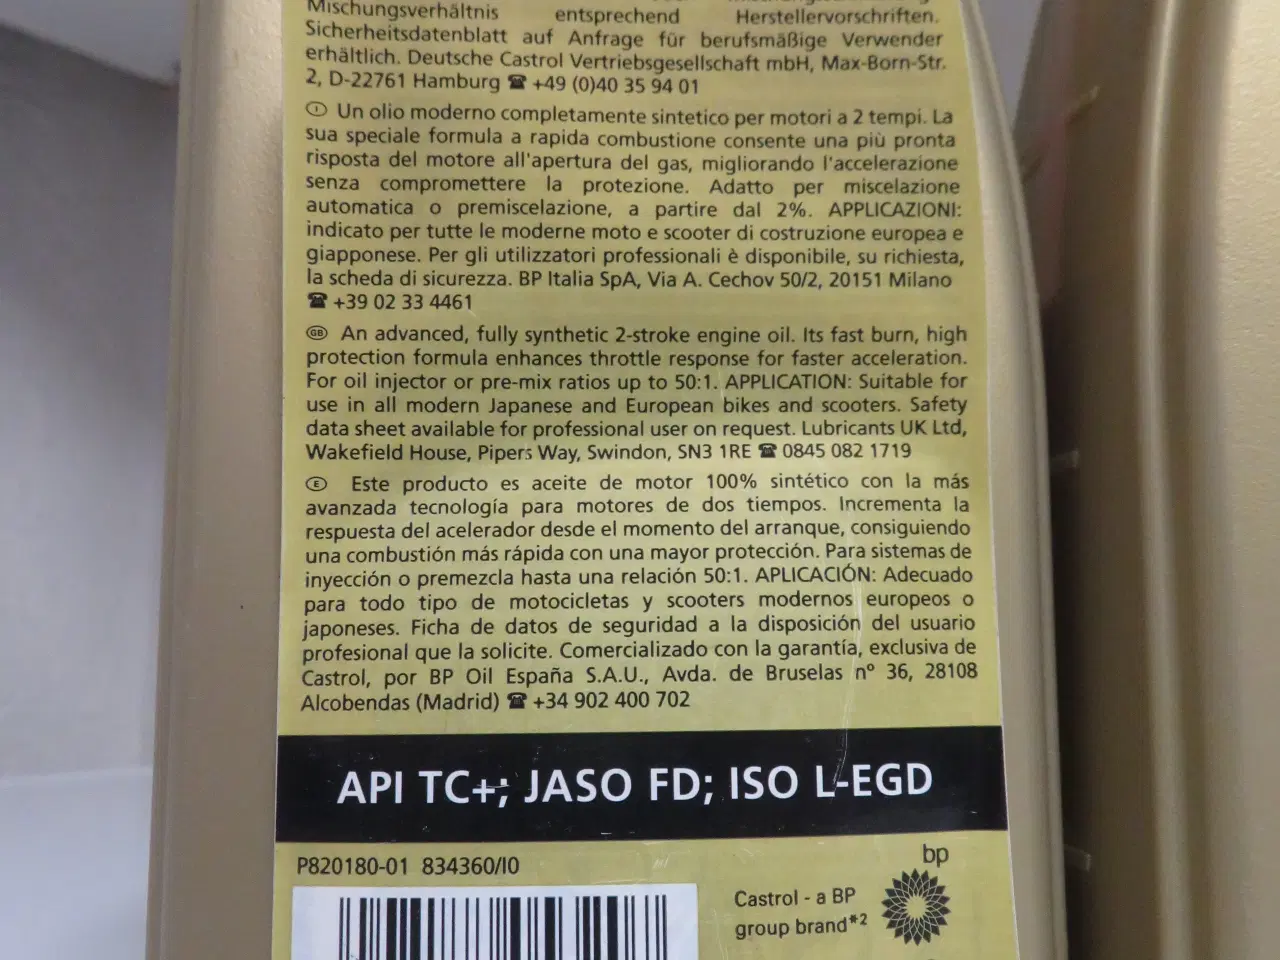 Mischungsverhältnis entsprechend Herstellervorschriften.
Sicherheitsdatenblatt auf Anfrage für berufsmäßige Verwender
erhältlich. Deutsche Castrol Vertriebsgesellschaft mbH, Max-Born-Str.
2, D-22761 Hamburg ☎ +49 (0)40 35 94 01
I Un olio moderno completamente sintetico per motori a 2 tempi. La
sua speciale formula a rapida combustione consente una più pronta
risposta del motore all'apertura del gas, migliorando l'accelerazione
senza compromettere la protezione. Adatto per miscelazione
automatica o premiscelazione, a partire dal 2%. APPLICAZIONI:
indicato per tutte le moderne moto e scooter di costruzione europea e
giapponese. Per gli utilizzatori professionali è disponibile, su richiesta,
la scheda di sicurezza. BP Italia SpA, Via A. Cechov 50/2, 20151 Milano
☎ +39 02 33 4461
GB An advanced, fully synthetic 2-stroke engine oil. Its fast burn, high
protection formula enhances throttle response for faster acceleration.
For oil injector or pre-mix ratios up to 50:1. APPLICATION: Suitable for
use in all modern Japanese and European bikes and scooters. Safety
data sheet available for professional user on request. Lubricants UK Ltd,
Wakefield House, Pipers Way, Swindon, SN3 1RE ☎ 0845 082 1719
E Este producto es aceite de motor 100% sintético con la más
avanzada tecnología para motores de dos tiempos. Incrementa la
respuesta del acelerador desde el momento del arranque, consiguiendo
una combustión más rápida con una mayor protección. Para sistemas de
inyección o premezcla hasta una relación 50:1. APLICACIÓN: Adecuado
para todo tipo de motocicletas y scooters modernos europeos o
japoneses. Ficha de datos de seguridad a la disposición del usuario
profesional que la solicite. Comercializado con la garantía, exclusiva de
Castrol, por BP Oil España S.A.U., Avda. de Bruselas nº 36, 28108
Alcobendas (Madrid) ☎ +34 902 400 702
API TC+; JASO FD; ISO L-EGD
P820180-01 834360/I0
bp
Castrol - a BP
group brand*2